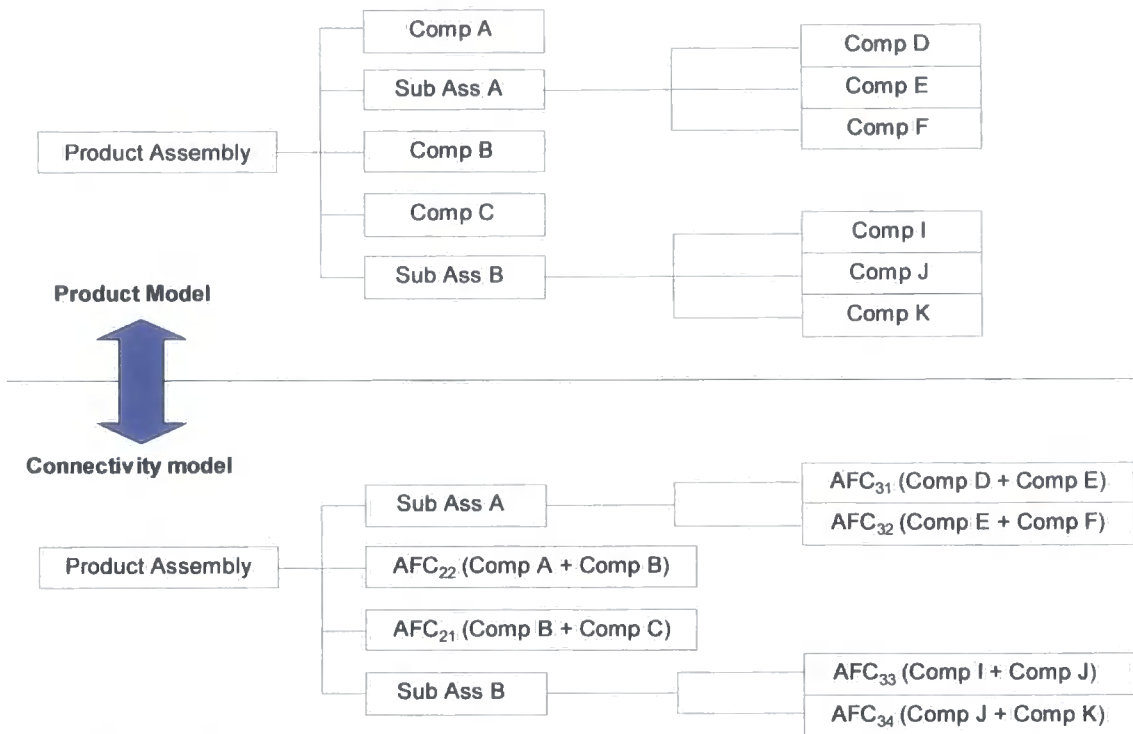 Comp A
Comp D
Sub Ass A
Comp E
Comp F
Product Assembly
Comp B
Comp C
Comp I
Sub Ass B
Comp J
Product Model
Comp K
Connectivity model
AFC31 (Comp D + Comp E)
Sub Ass A
AFC32 (Comp E + Comp F)
Product Assembly
AFC22 (Comp A + Comp B)
AFC21 (Comp B + Comp C)
AFC33 (Comp I + Comp J)
Sub Ass B
AFC34 (Comp J + Comp K)